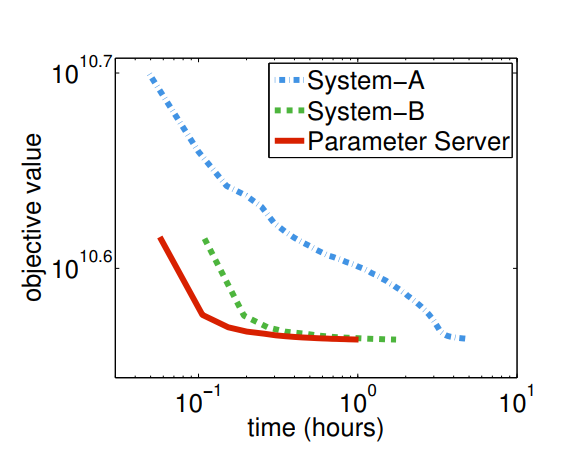 10^10.7
10^10.6
objective value
System-A
System-B
Parameter Server
10^-1
10^0
10^1
time (hours)